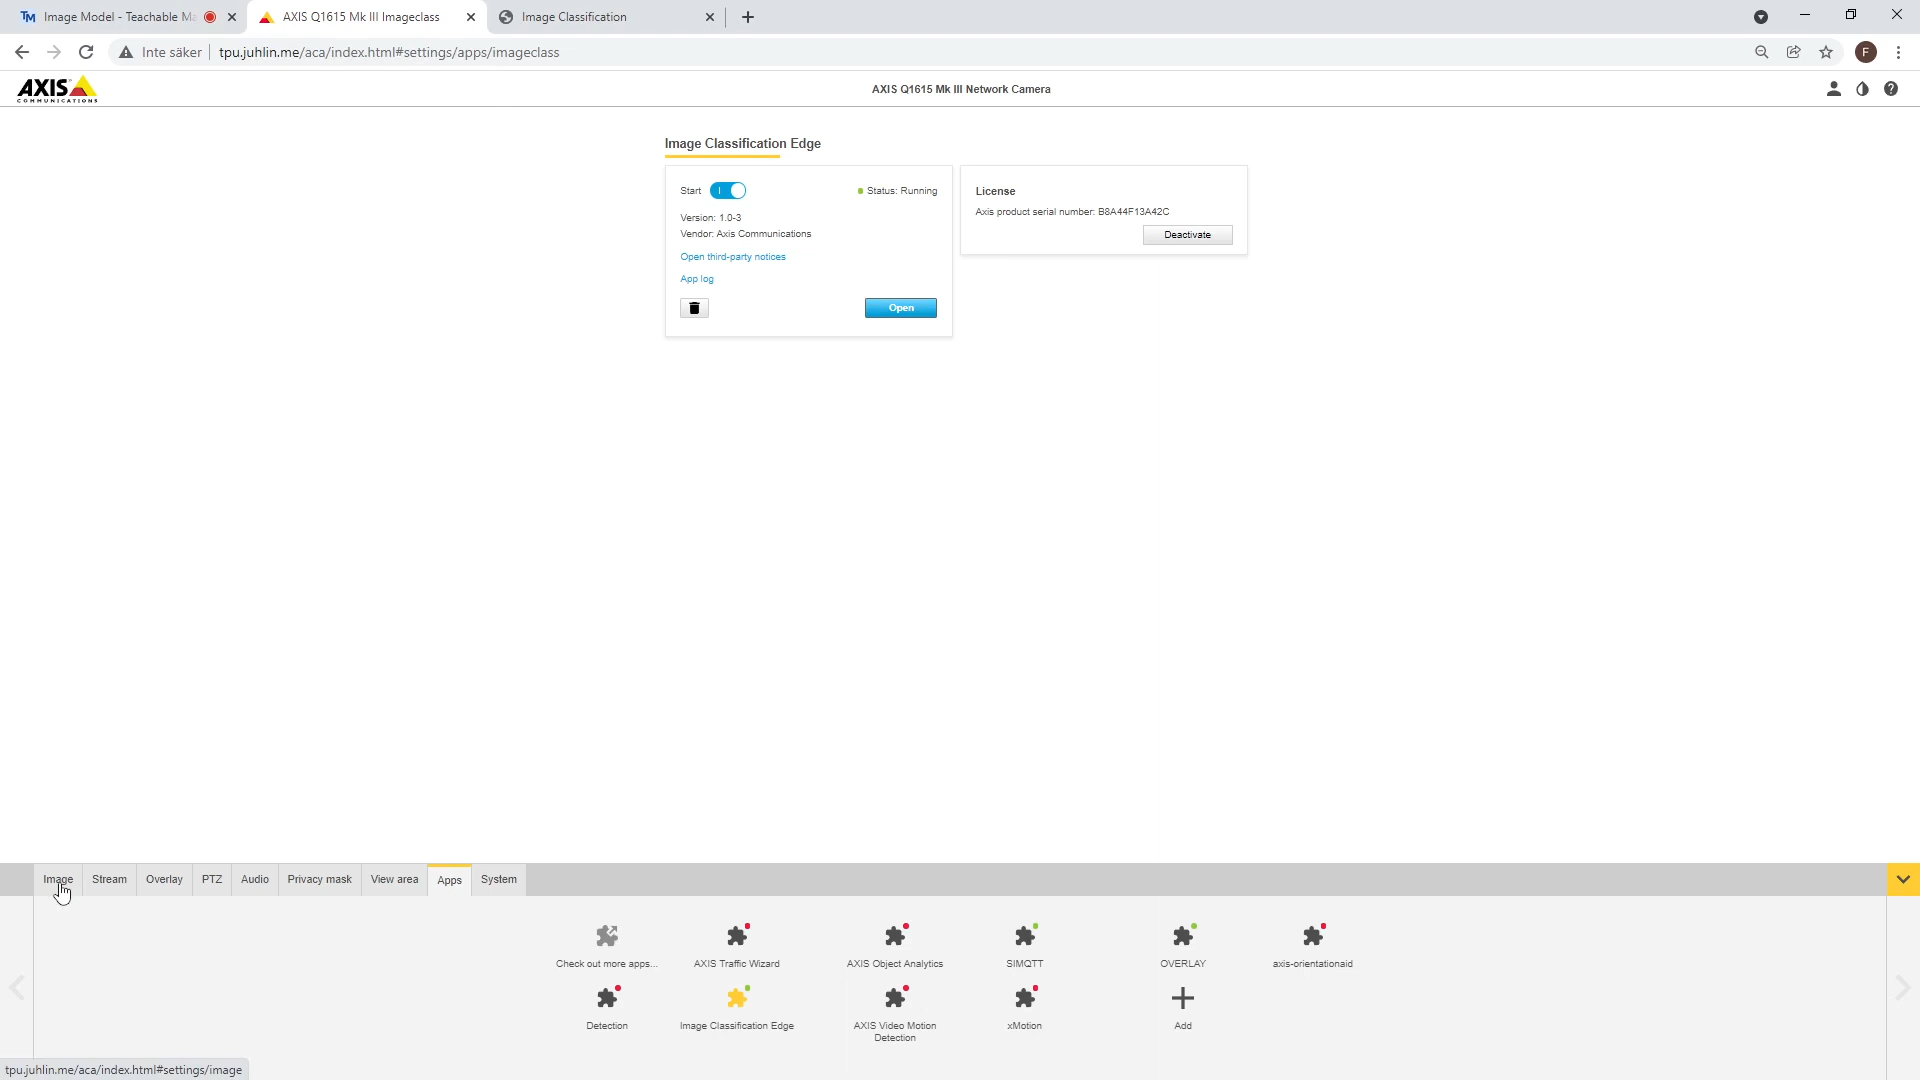 Image Model - Teachable Ma
AXIS Q1615 Mk III Imageclass
Image Classification
Inte säker
tpu.juhlin.me/aca/index.html#settings/apps/imageclass
F
AXIS
COMMUNICATIONS
AXIS Q1615 Mk III Network Camera
Image Classification Edge
Start
Status: Running
Version: 1.0-3
Vendor: Axis Communications
Open third-party notices
App log
Open
License
Axis product serial number: B8A44F13A42C
Deactivate
Image
Stream
Overlay
PTZ
Audio
Privacy mask
View area
Apps
System
Check out more apps...
AXIS Traffic Wizard
AXIS Object Analytics
SIMQTT
OVERLAY
axis-orientationaid
Detection
Image Classification Edge
AXIS Video Motion
Detection
xMotion
Add
tpu.juhlin.me/aca/index.html#settings/image